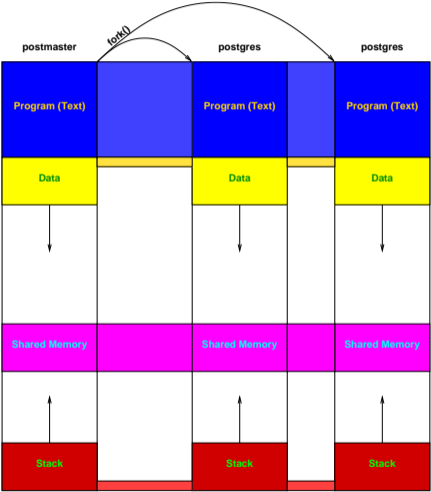 fork()
postmaster postgres postgres
Program (Text) Program (Text) Program (Text)
Data Data Data
Shared Memory Shared Memory Shared Memory
Stack Stack Stack